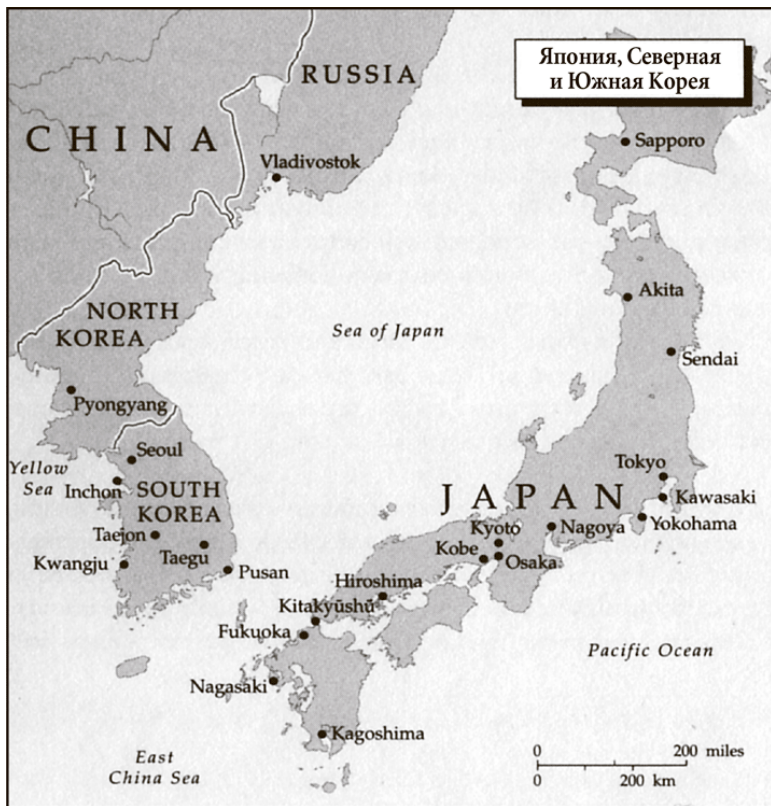 Япония, Северная
и Южная Корея
RUSSIA
CHINA
Vladivostok
Sapporo
NORTH
KOREA
Akita
Sea of Japan
Sendai
Pyongyang
Seoul
Yellow
Sea
Inchon
SOUTH
KOREA
Tokyo
JAPAN
Kawasaki
Taejon
Taegu
Kyoto
Nagoya
Yokohama
Kwangju
Pusan
Kobe
Osaka
Hiroshima
Kitakyūshū
Fukuoka
Pacific Ocean
Nagasaki
Kagoshima
East
China Sea
0 200 miles
0 200 km